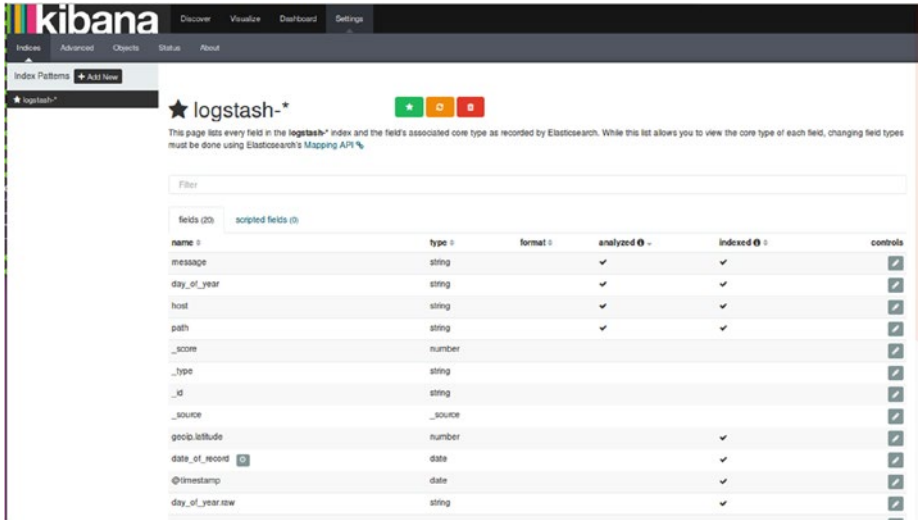 kibana Discover Visualize Dashboard Settings
Indices Advanced Objects Status About
Index Patterns + Add New
logstash-*
logstash-*
This page lists every field in the logstash-* index and the field's associated core type as recorded by Elasticsearch. While this list allows you to view the core type of each field, changing field types
must be done using Elasticsearch's Mapping API
Filter
fields (20) scripted fields (0)
name type format analyzed indexed controls
message string
day_of_year string
host string
path string
_score number
_type string
_id string
_source _source
geoip.latitude number
date_of_record date
@timestamp date
day_of_year.raw string